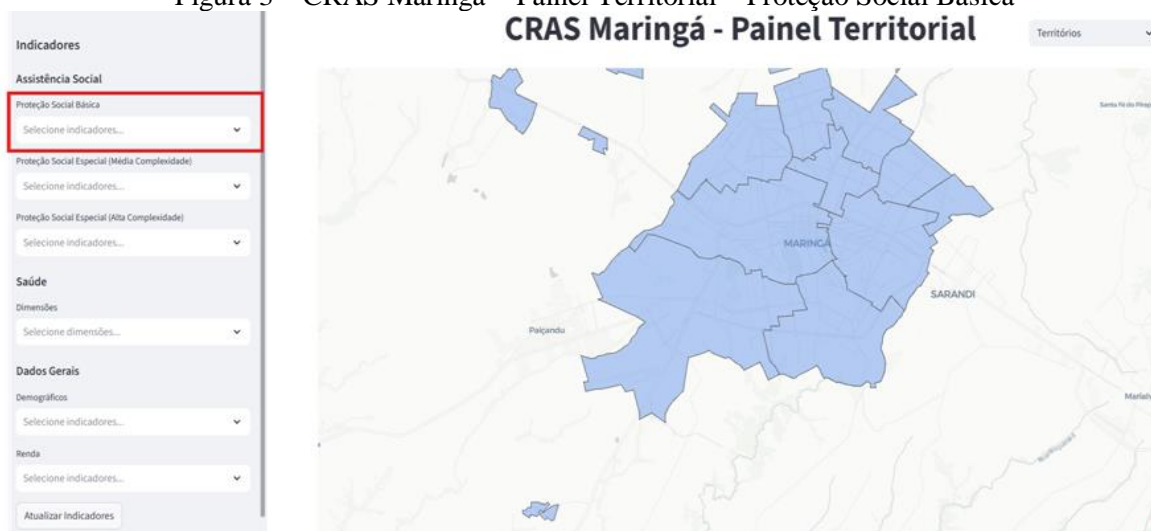 Figura 3 – CRAS Maringá – Painel Territorial – Proteção Social Básica
CRAS Maringá - Painel Territorial
Territórios
Indicadores
Assistência Social
Proteção Social Básica
Selecione indicadores...
Proteção Social Especial (Média Complexidade)
Selecione indicadores...
Proteção Social Especial (Alta Complexidade)
Selecione indicadores...
Saúde
Dimensões
Selecione dimensões...
Dados Gerais
Demográficos
Selecione indicadores...
Renda
Selecione indicadores...
Atualizar Indicadores
MARINGÁ
SARANDI
Paiçandu